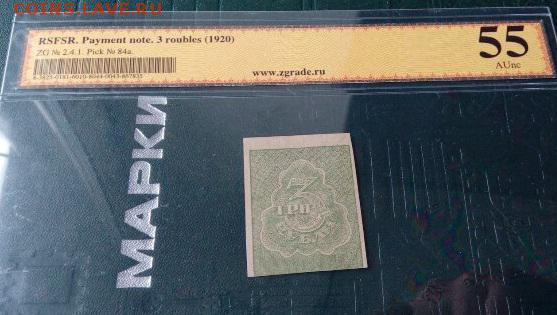 COINS.LAVE.RU
RSFSR. Payment note. 3 roubles (1920)
ZG № 2.4.1. Pick № 84a.
www.zgrade.ru
55
AUnc
МАРКИ
3
ТРИ